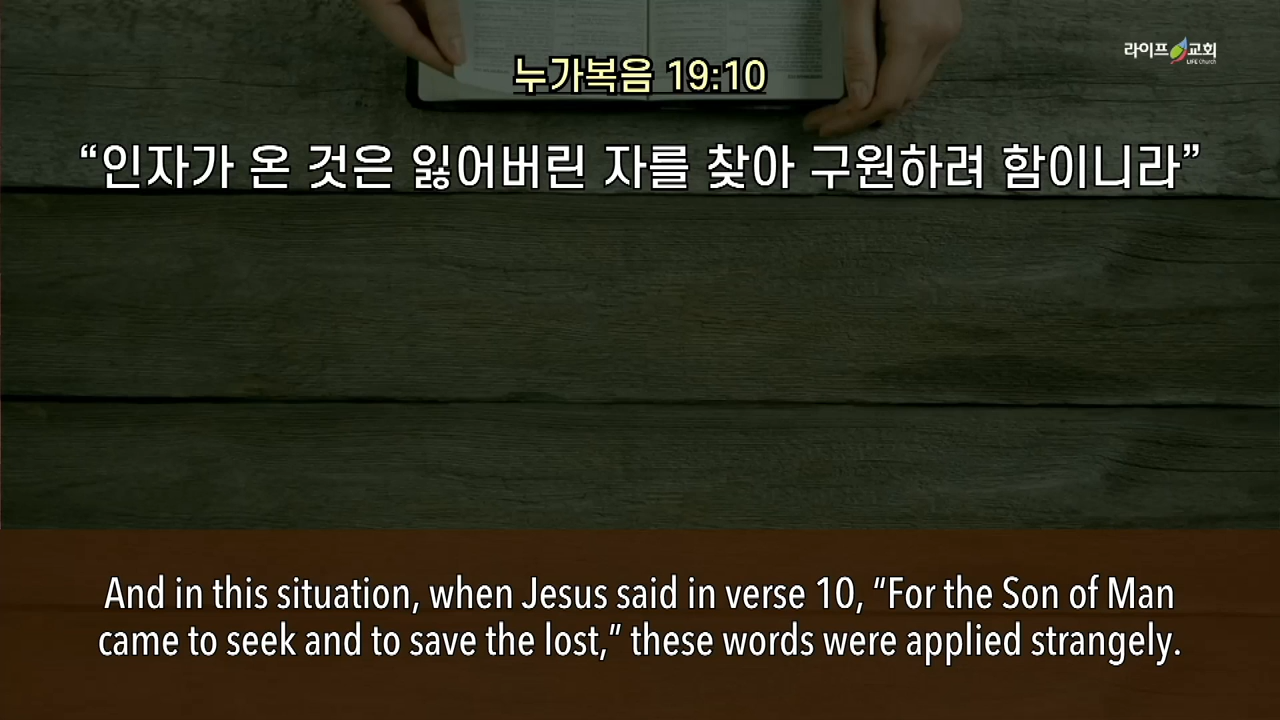 라이프교회
LIFE Church
누가복음 19:10
“인자가 온 것은 잃어버린 자를 찾아 구원하려 함이니라”
And in this situation, when Jesus said in verse 10, “For the Son of Man
came to seek and to save the lost,” these words were applied strangely.